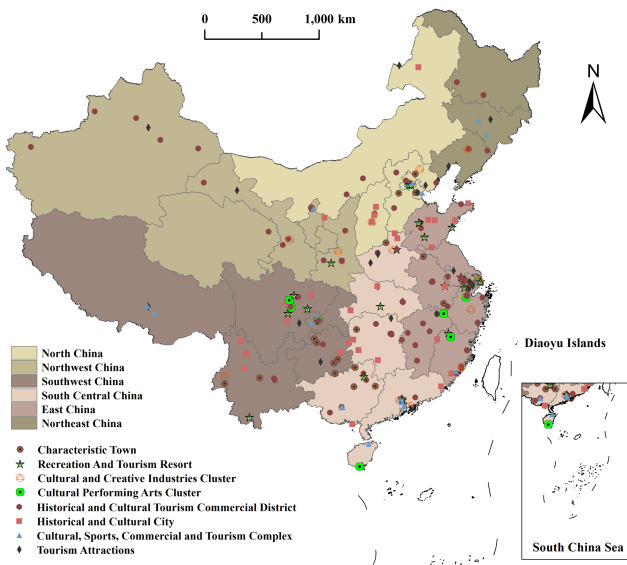 0 500 1,000 km
N
Diaoyu Islands
North China
Northwest China
Southwest China
South Central China
East China
Northeast China
Characteristic Town
Recreation And Tourism Resort
Cultural and Creative Industries Cluster
Cultural Performing Arts Cluster
Historical and Cultural Tourism Commercial District
Historical and Cultural City
Cultural, Sports, Commercial and Tourism Complex
Tourism Attractions
South China Sea